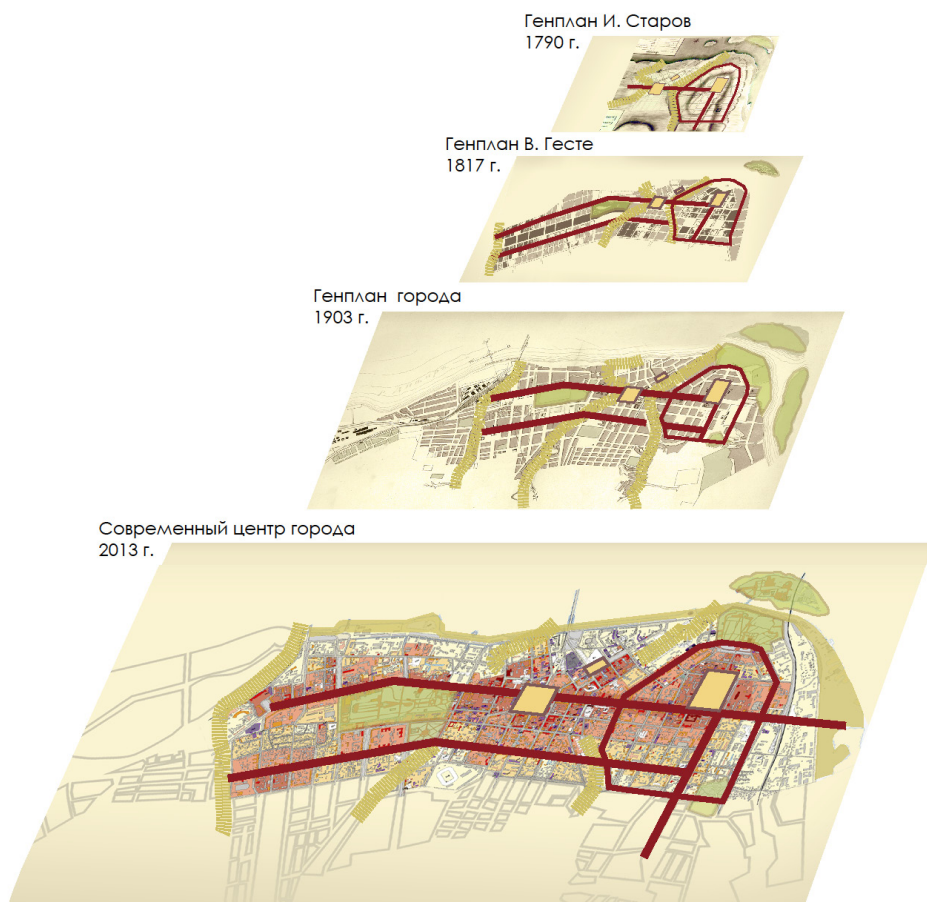 Генплан И. Старов
1790 г.
Генплан В. Гесте
1817 г.
Генплан города
1903 г.
Современный центр города
2013 г.